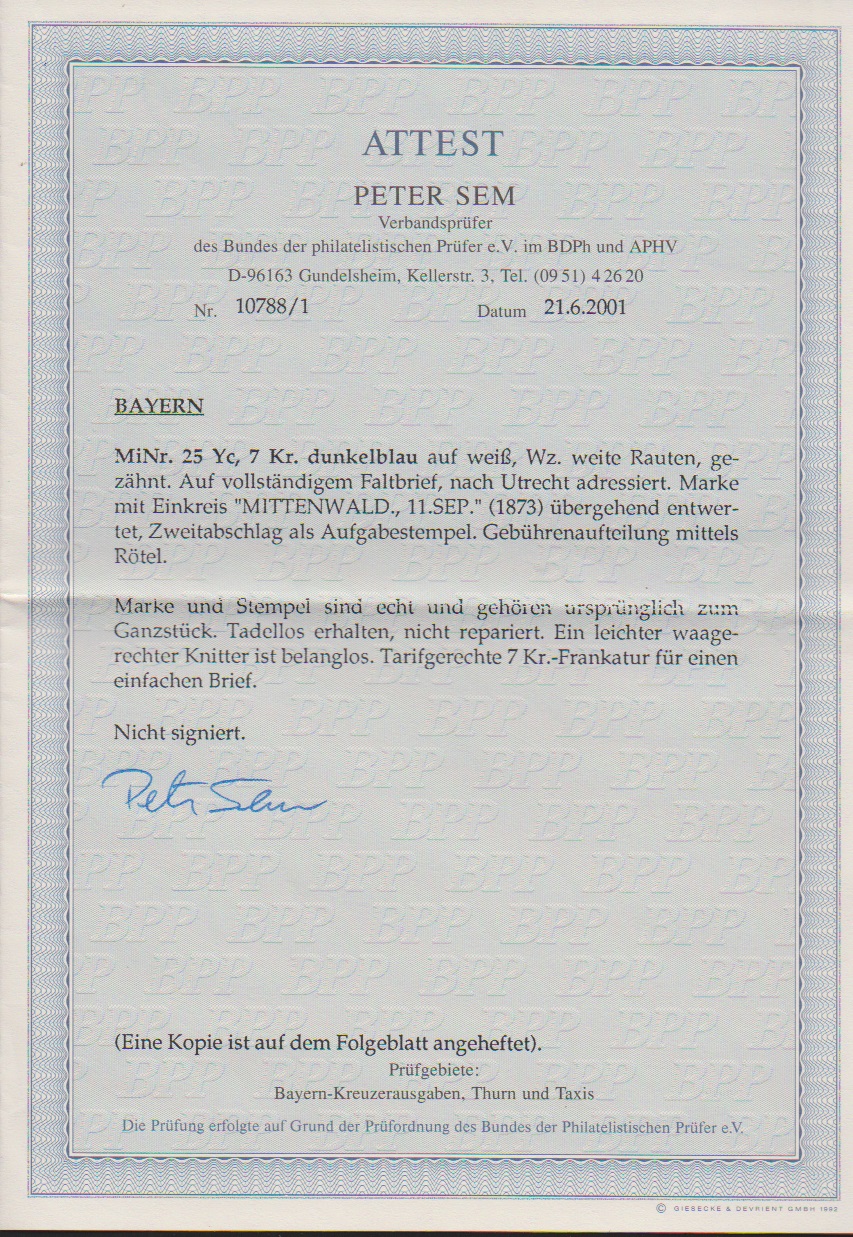 ATTEST
PETER SEM
Verbandsprüfer
des Bundes der philatelistischen Prüfer e.V. im BDPh und APHV
D-96163 Gundelsheim, Kellerstr. 3, Tel. (09 51) 4 26 20
Nr. 10788/1 Datum 21.6.2001
BAYERN
MiNr. 25 Yc, 7 Kr. dunkelblau auf weiß, Wz. weite Rauten, ge-
zähnt. Auf vollständigem Faltbrief, nach Utrecht adressiert. Marke
mit Einkreis "MITTENWALD., 11.SEP." (1873) übergehend entwer-
tet, Zweitabschlag als Aufgabestempel. Gebührenaufteilung mittels
Rötel.
Marke und Stempel sind echt und gehören ursprünglich zum
Ganzstück. Tadellos erhalten, nicht repariert. Ein leichter waage-
rechter Knitter ist belanglos. Tarifgerechte 7 Kr.-Frankatur für einen
einfachen Brief.
Nicht signiert.
Peter Sem
(Eine Kopie ist auf dem Folgeblatt angeheftet).
Prüfgebiete:
Bayern-Kreuzerausgaben, Thurn und Taxis
Die Prüfung erfolgte auf Grund der Prüfordnung des Bundes der Philatelistischen Prüfer e.V.
© GIESECKE & DEVRIENT GMBH 1992